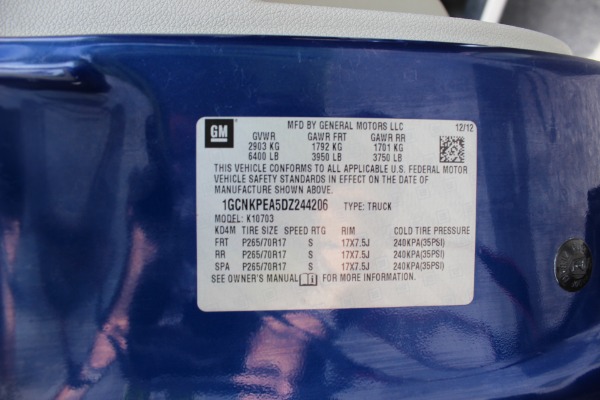 GM
MFD BY GENERAL MOTORS LLC 12/12
GVWR GAWR FRT GAWR RR
2903 KG 1792 KG 1701 KG
6400 LB 3950 LB 3750 LB
THIS VEHICLE CONFORMS TO ALL APPLICABLE U.S. FEDERAL MOTOR
VEHICLE SAFETY STANDARDS IN EFFECT ON THE DATE OF
MANUFACTURE SHOWN ABOVE.
1GCNKPEA5DZ244206 TYPE: TRUCK
MODEL: K10703
KD4M TIRE SIZE SPEED RTG RIM COLD TIRE PRESSURE
FRT P265/70R17 S 17X7.5J 240KPA(35PSI)
RR P265/70R17 S 17X7.5J 240KPA(35PSI)
SPA P265/70R17 S 17X7.5J 240KPA(35PSI)
SEE OWNER'S MANUAL FOR MORE INFORMATION.